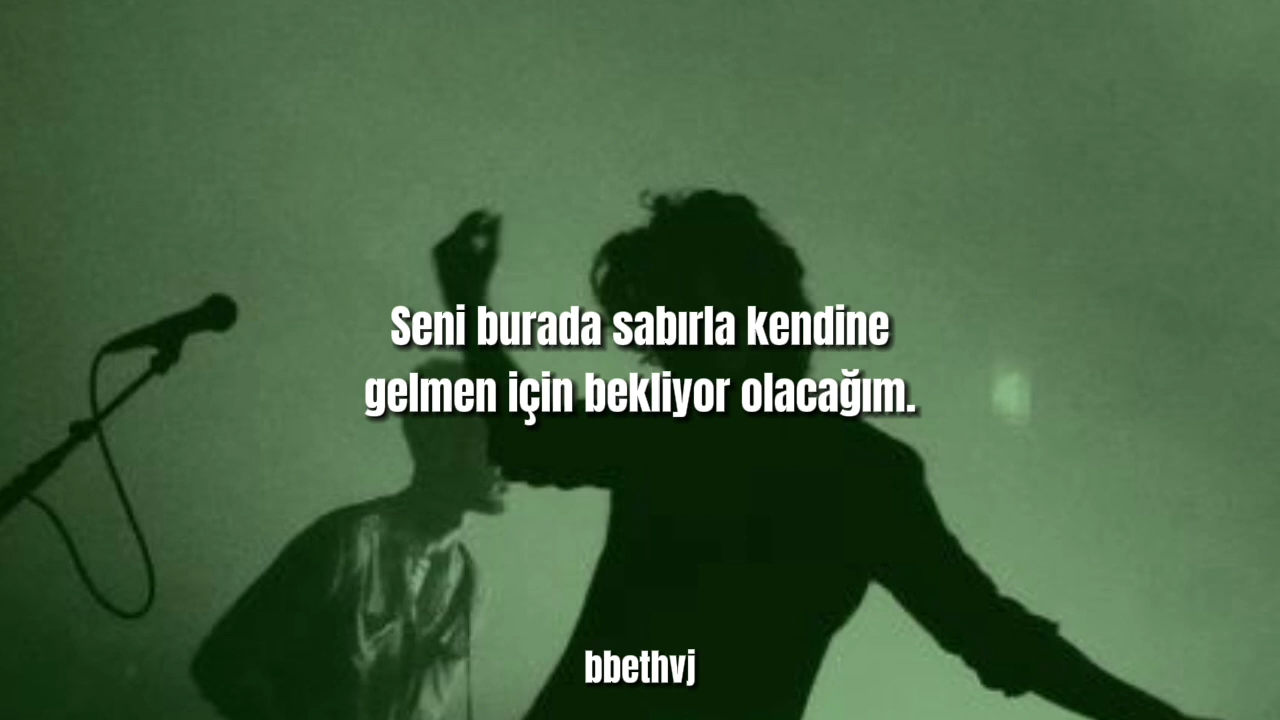 Seni burada sabırla kendine
gelmen için bekliyor olacağım.
bbethvj